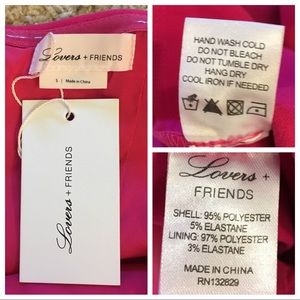 Lovers + FRIENDS
S | Made in China
Lovers + FRIENDS
HAND WASH COLD
DO NOT BLEACH
DO NOT TUMBLE DRY
HANG DRY
COOL IRON IF NEEDED
Lovers +
FRIENDS
SHELL: 95% POLYESTER
5% ELASTANE
LINING: 97% POLYESTER
3% ELASTANE
MADE IN CHINA
RN132829